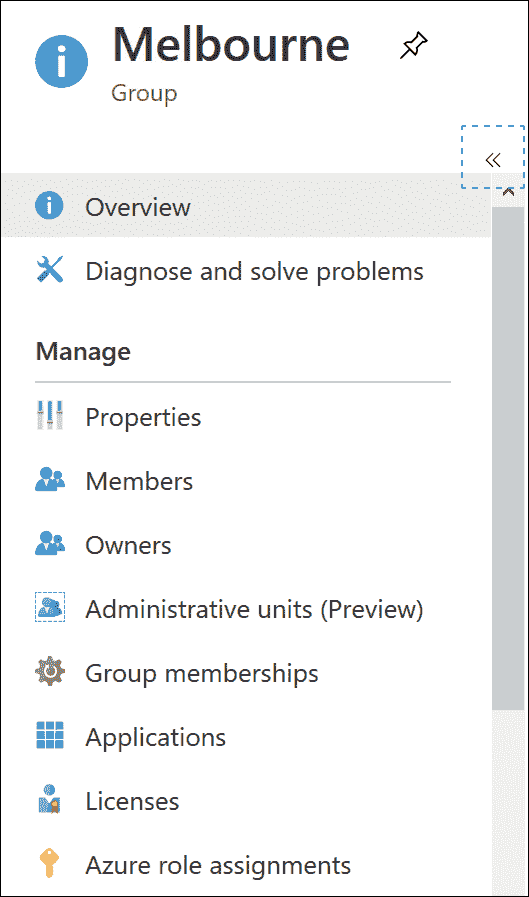 Melbourne
Group
Overview
Diagnose and solve problems
Manage
Properties
Members
Owners
Administrative units (Preview)
Group memberships
Applications
Licenses
Azure role assignments